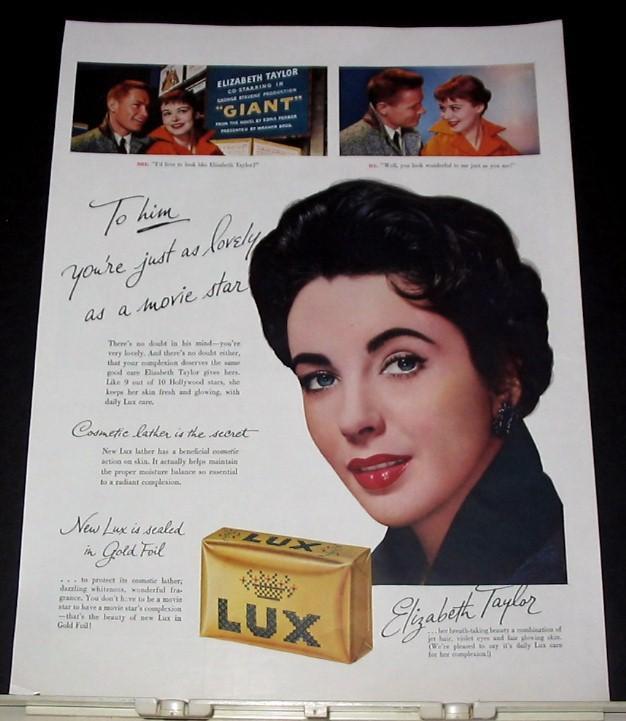 ELIZABETH TAYLOR
CO-STARRING IN
GEORGE STEVENS PRODUCTION
"GIANT"
FROM THE NOVEL BY EDNA FERBER
PRESENTED BY WARNER BROS.
SHE: "I'd love to look like Elizabeth Taylor!"
HE: "Well, you look wonderful to me just as you are!"
To him
you're just as lovely
as a movie star
There's no doubt in his mind—you're
very lovely. And there's no doubt either,
that your complexion deserves the same
good care Elizabeth Taylor gives hers.
Like 9 out of 10 Hollywood stars, she
keeps her skin fresh and glowing, with
daily Lux care.
Cosmetic lather is the secret
New Lux lather has a beneficial cosmetic
action on skin. It actually helps maintain
the proper moisture balance so essential
to a radiant complexion.
New Lux is sealed
in Gold Foil
. . . to protect its cosmetic lather,
dazzling whiteness, wonderful fra-
grance. You don't have to be a movie
star to have a movie star's complexion
—that's the beauty of new Lux in
Gold Foil!
LUX
LUX
Elizabeth Taylor
. . . her breath-taking beauty a combination of
jet hair, violet eyes and fair glowing skin.
(We're pleased to say it's daily Lux care
for her complexion!)